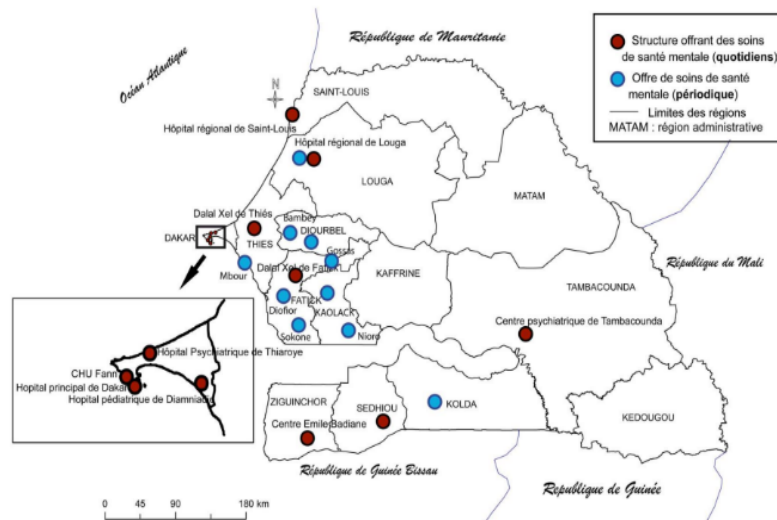 République de Mauritanie
Structure offrant des soins
de santé mentale (quotidiens)
Offre de soins de santé
mentale (périodique)
Limites des régions
MATAM : région administrative
Océan Atlantique
N
SAINT-LOUIS
Hôpital régional de Saint-Louis
Hôpital régional de Louga
LOUGA
MATAM
Dalal Xel de Thiés
Bambey
DIOURBEL
DAKAR
THIES
Gossas
Mbour
Dalal Xel de Fatick
KAFFRINE
République du Mali
TAMBACOUNDA
FATICK
Diofior
KAOLACK
Sokone
Nioro
Centre psychiatrique de Tambacounda
Hôpital Psychiatrique de Thiaroye
CHU Fann
Hopital principal de Dakar
Hopital pédiatrique de Diamniadio
ZIGUINCHOR
SEDHIOU
KOLDA
Centre Emile Badiane
KEDOUGOU
République de Guinée Bissau
Republique de Guinée
0 45 90 180 km